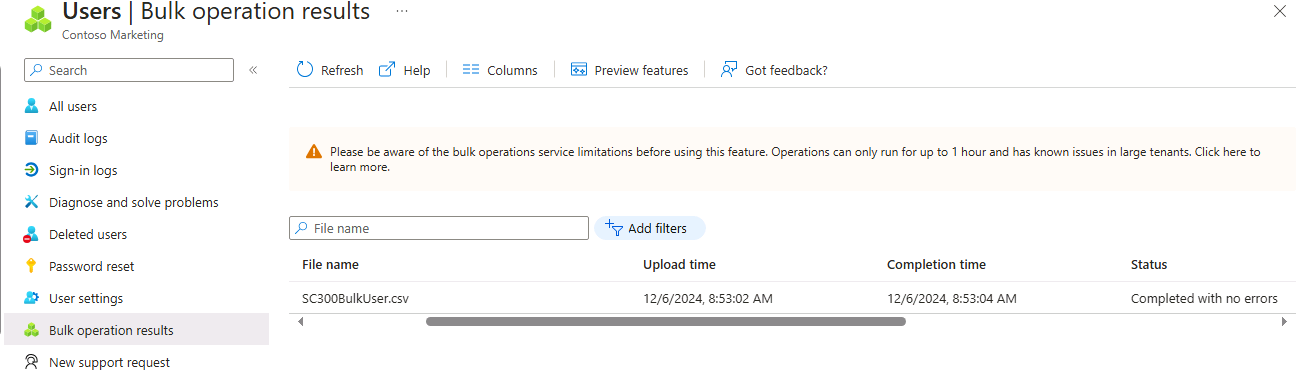 Users | Bulk operation results ...
Contoso Marketing
Search
«
All users
Audit logs
Sign-in logs
Diagnose and solve problems
Deleted users
Password reset
User settings
Bulk operation results
New support request
Refresh Help Columns Preview features Got feedback?
Please be aware of the bulk operations service limitations before using this feature. Operations can only run for up to 1 hour and has known issues in large tenants. Click here to
learn more.
File name Add filters
File name Upload time Completion time Status
SC300BulkUser.csv 12/6/2024, 8:53:02 AM 12/6/2024, 8:53:04 AM Completed with no errors